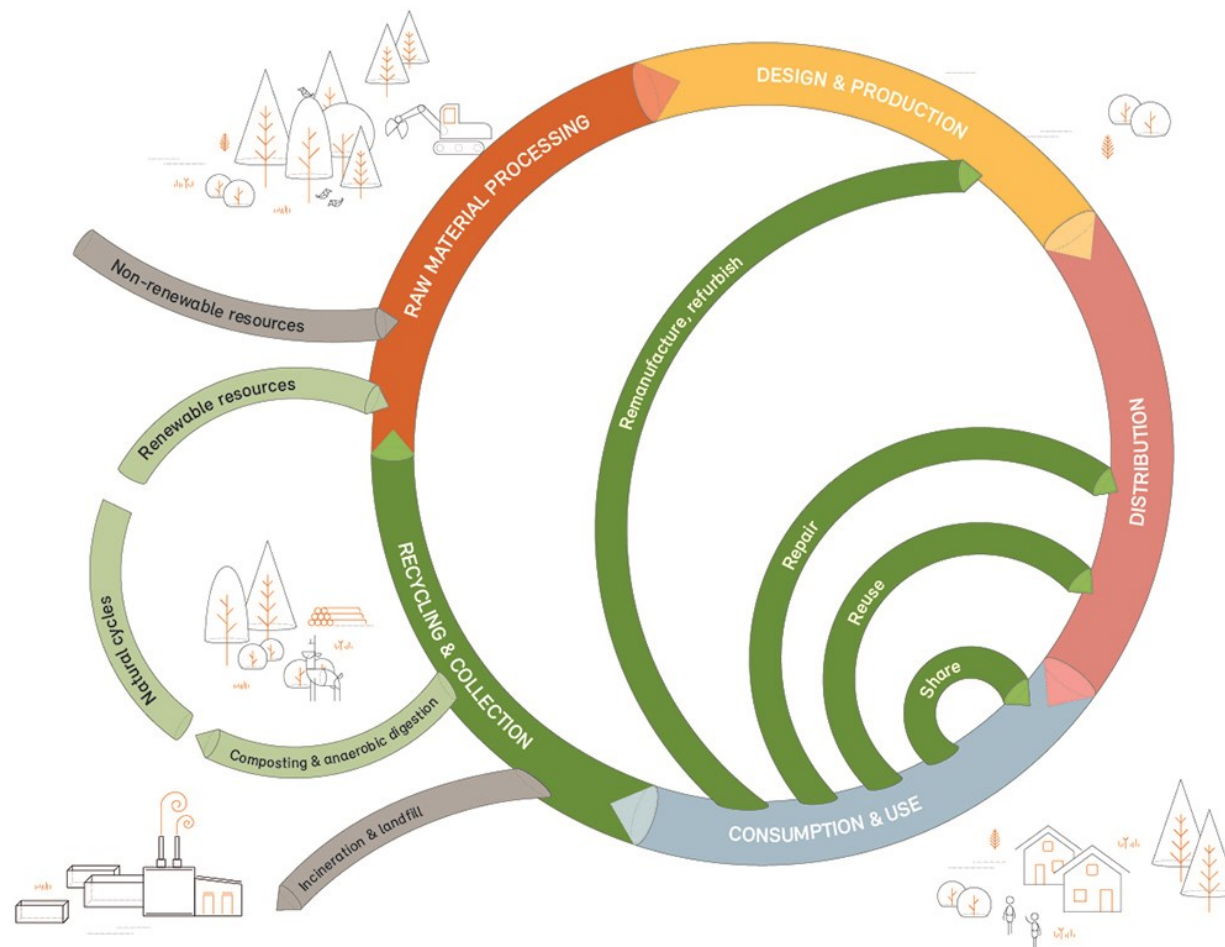 DESIGN & PRODUCTION
RAW MATERIAL PROCESSING
Non-renewable resources
Remanufacture, refurbish
Renewable resources
DISTRIBUTION
Repair
RECYCLING & COLLECTION
Reuse
Natural cycles
Share
Composting & anaerobic digestion
CONSUMPTION & USE
Incineration & landfill